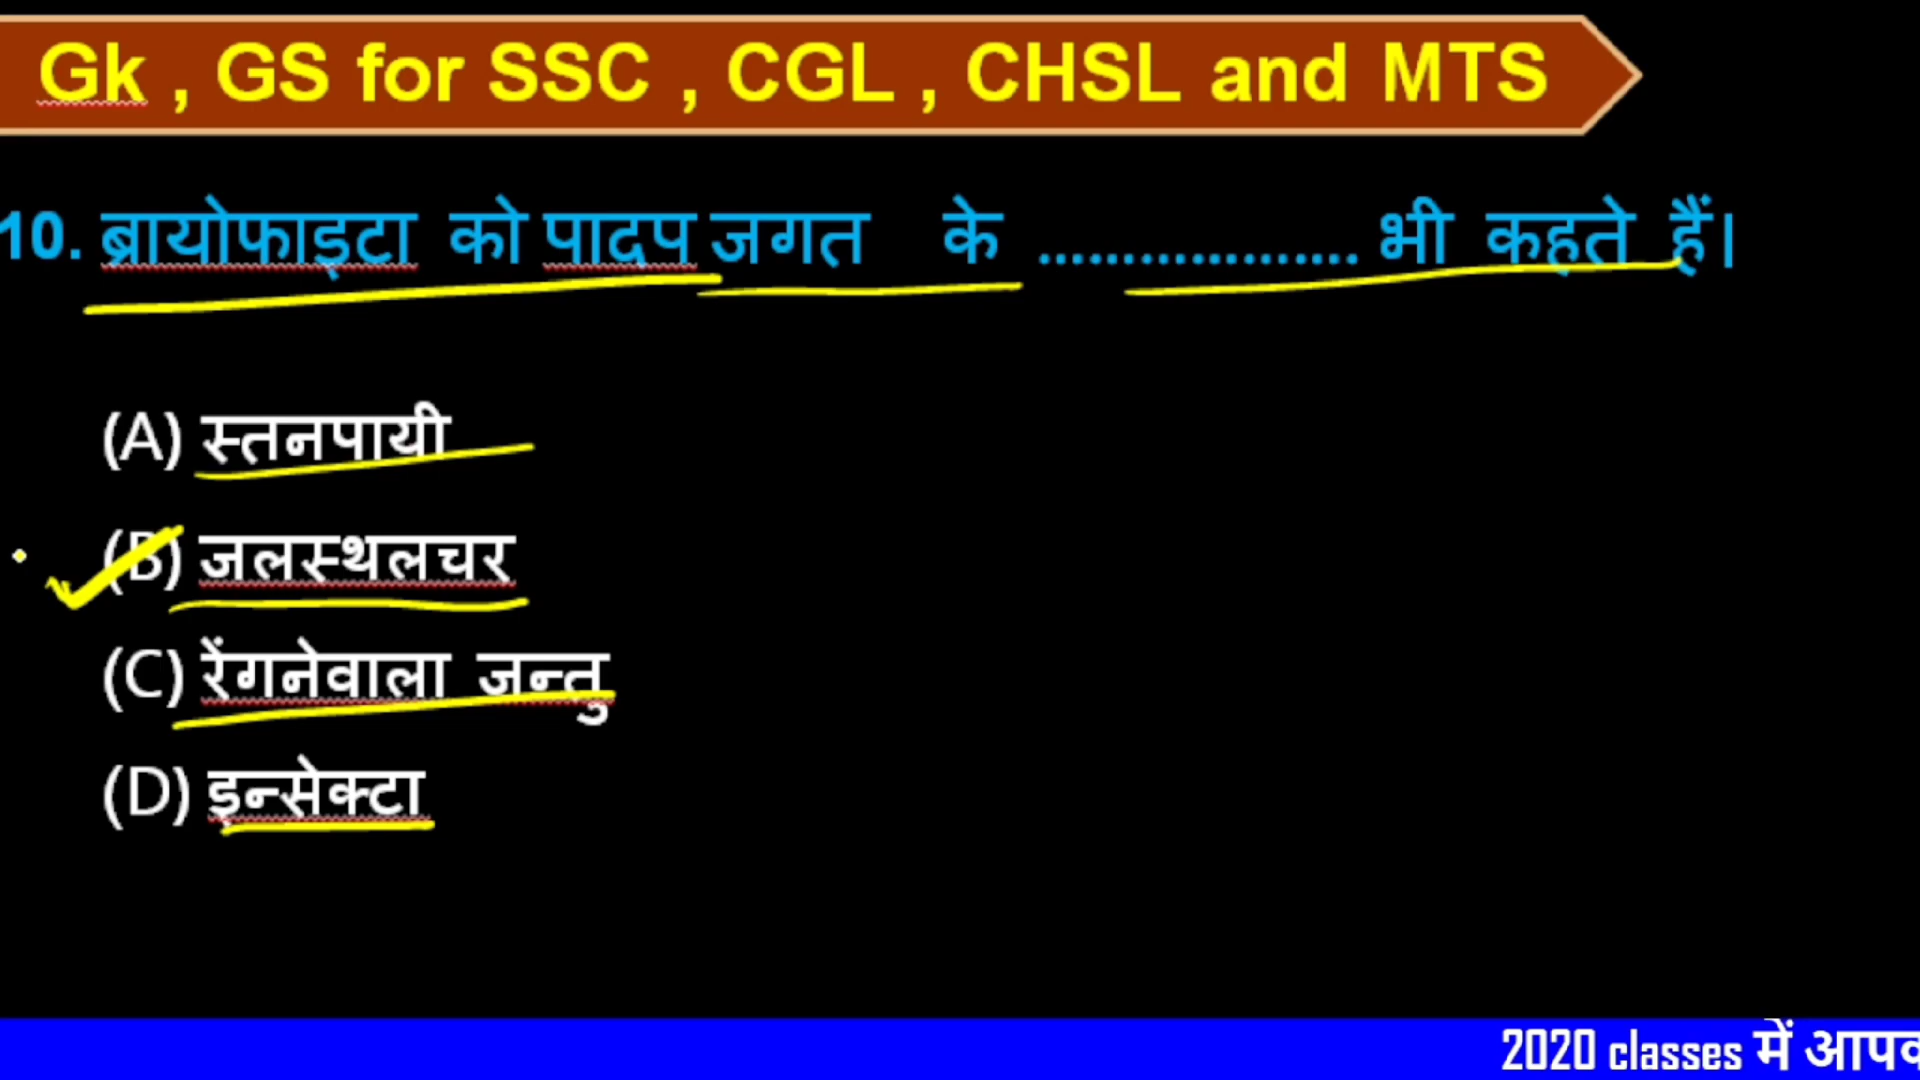 Gk , GS for SSC , CGL , CHSL and MTS
10. ब्रायोफाइटा को पादप जगत के ................... भी कहते हैं।
(A) स्तनपायी
(B) जलस्थलचर
(C) रेंगनेवाला जन्तु
(D) इन्सेक्टा
2020 classes में